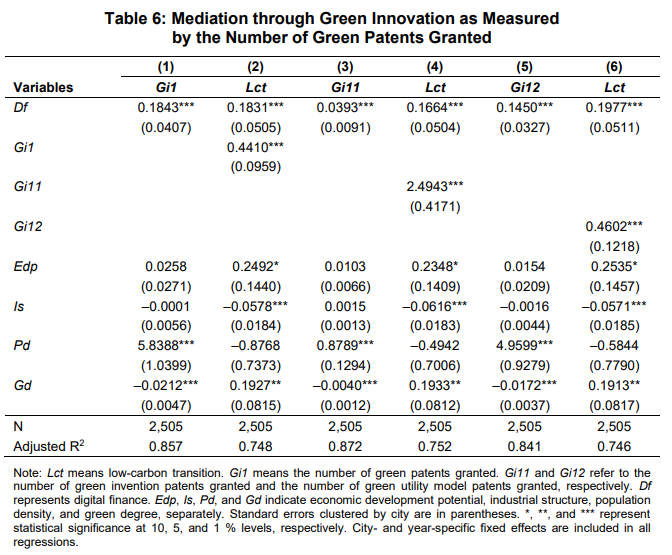 Table 6: Mediation through Green Innovation as Measured
by the Number of Green Patents Granted
(1) (2) (3) (4) (5) (6)
Variables Gi1 Lct Gi11 Lct Gi12 Lct
Df 0.1843*** 0.1831*** 0.0393*** 0.1664*** 0.1450*** 0.1977***
(0.0407) (0.0505) (0.0091) (0.0504) (0.0327) (0.0511)
Gi1 0.4410***
(0.0959)
Gi11 2.4943***
(0.4171)
Gi12 0.4602***
(0.1218)
Edp 0.0258 0.2492* 0.0103 0.2348* 0.0154 0.2535*
(0.0271) (0.1440) (0.0066) (0.1409) (0.0209) (0.1457)
Is –0.0001 –0.0578*** 0.0015 –0.0616*** –0.0016 –0.0571***
(0.0056) (0.0184) (0.0013) (0.0183) (0.0044) (0.0185)
Pd 5.8388*** –0.8768 0.8789*** –0.4942 4.9599*** –0.5844
(1.0399) (0.7373) (0.1294) (0.7006) (0.9279) (0.7790)
Gd –0.0212*** 0.1927** –0.0040*** 0.1933** –0.0172*** 0.1913**
(0.0047) (0.0815) (0.0012) (0.0812) (0.0037) (0.0817)
N 2,505 2,505 2,505 2,505 2,505 2,505
Adjusted R2 0.857 0.748 0.872 0.752 0.841 0.746
Note: Lct means low-carbon transition. Gi1 means the number of green patents granted. Gi11 and Gi12 refer to the
number of green invention patents granted and the number of green utility model patents granted, respectively. Df
represents digital finance. Edp, Is, Pd, and Gd indicate economic development potential, industrial structure, population
density, and green degree, separately. Standard errors clustered by city are in parentheses. *, **, and *** represent
statistical significance at 10, 5, and 1 % levels, respectively. City- and year-specific fixed effects are included in all
regressions.